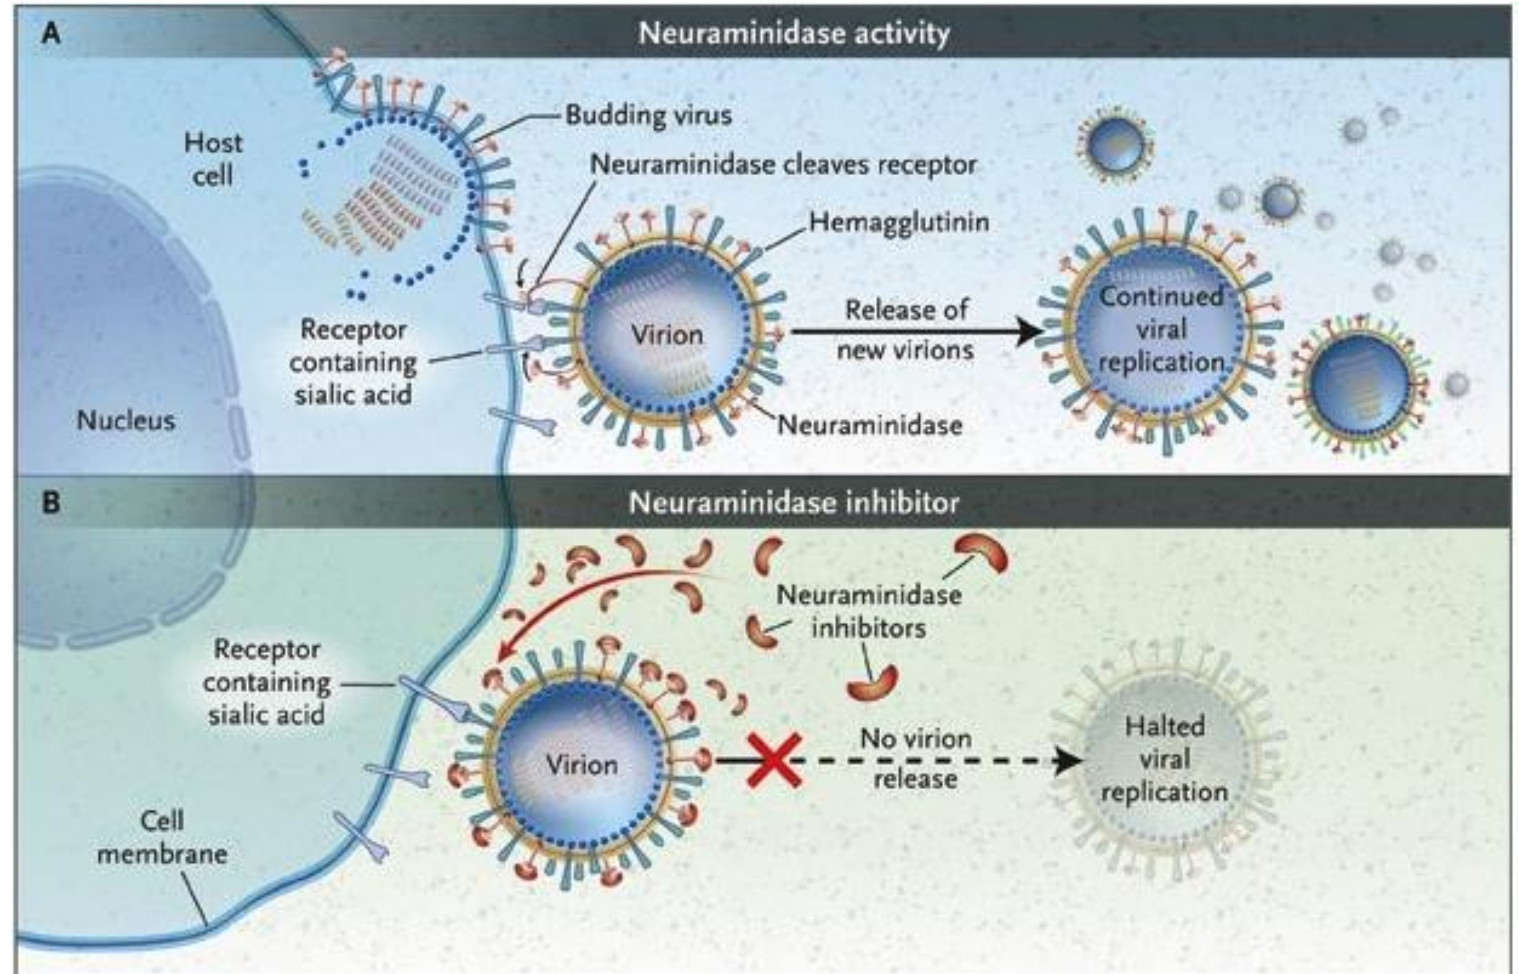 A
Neuraminidase activity
Budding virus
Host
cell
Neuraminidase cleaves receptor
Hemagglutinin
Receptor
containing
sialic acid
Virion
Release of
new virions
Continued
viral
replication
Nucleus
Neuraminidase
B
Neuraminidase inhibitor
Neuraminidase
inhibitors
Receptor
containing
sialic acid
Virion
No virion
release
Halted
viral
replication
Cell
membrane